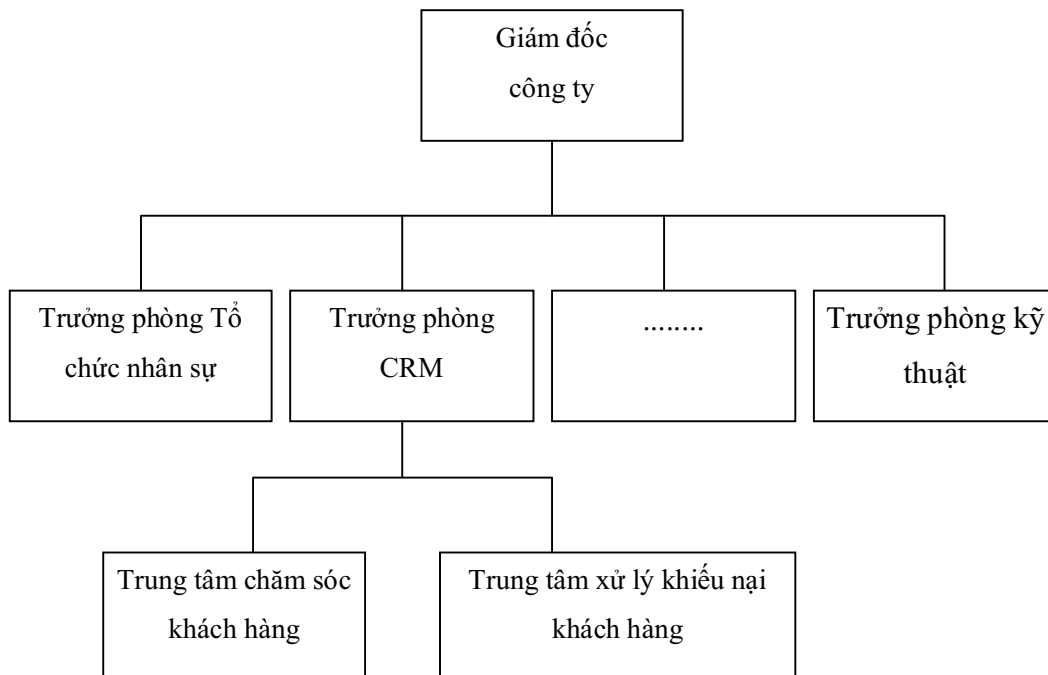 Giám đốc
công ty
Trưởng phòng Tổ
chức nhân sự
Trưởng phòng
CRM
........
Trưởng phòng kỹ
thuật
Trung tâm chăm sóc
khách hàng
Trung tâm xử lý khiếu nại
khách hàng